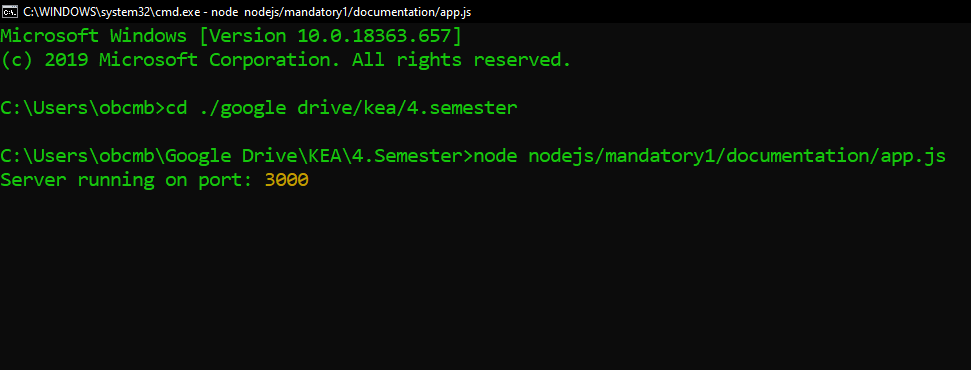 C:\WINDOWS\system32\cmd.exe - node nodejs/mandatory1/documentation/app.js
Microsoft Windows [Version 10.0.18363.657]
(c) 2019 Microsoft Corporation. All rights reserved.
C:\Users\obcmb>cd ./google drive/kea/4.semester
C:\Users\obcmb\Google Drive\KEA\4.Semester>node nodejs/mandatory1/documentation/app.js
Server running on port: 3000